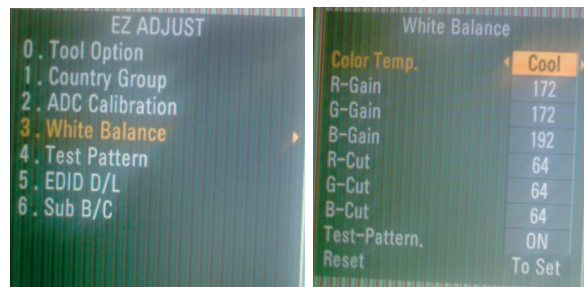 EZ ADJUST
0 . Tool Option
1 . Country Group
2 . ADC Calibration
3 . White Balance
4 . Test Pattern
5 . EDID D/L
6 . Sub B/C
White Balance
Color Temp. Cool
R-Gain 172
G-Gain 172
B-Gain 192
R-Cut 64
G-Cut 64
B-Cut 64
Test-Pattern. ON
Reset To Set